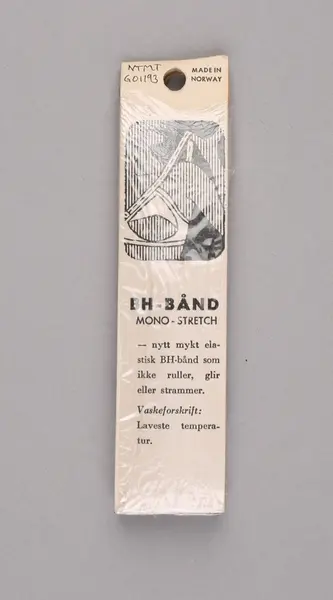 NTM.T
G01193
MADE IN
NORWAY
BH-BÅND
MONO-STRETCH
— nytt mykt ela-
stisk BH-bånd som
ikke ruller, glir
eller strammer.
Vaskeforskrift:
Laveste tempera-
tur.